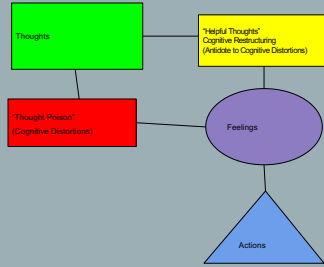 Thoughts
"Helpful Thoughts"
Cognitive Restructuring
(Antidote to Cognitive Distortions)
"Thought Poison"
(Cognitive Distortions)
Feelings
Actions